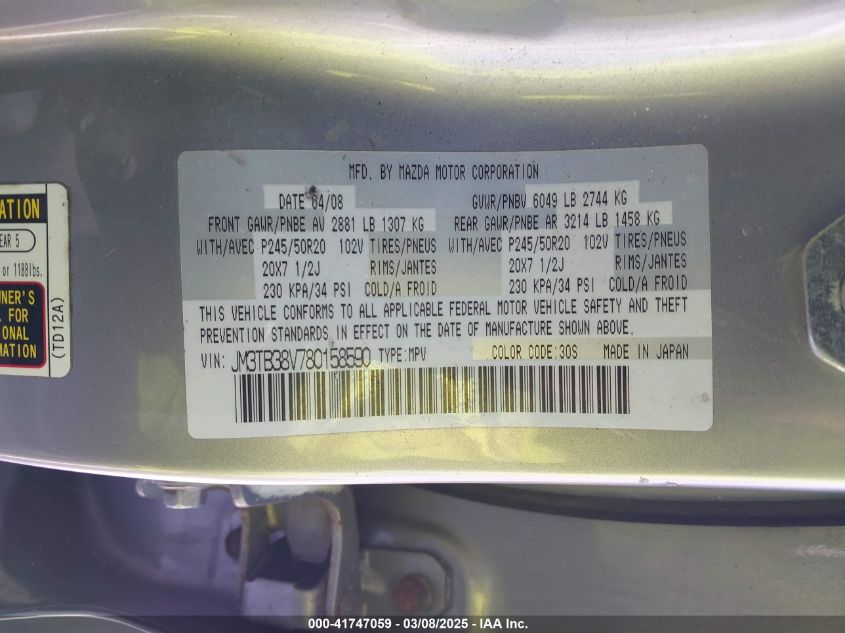 MFD. BY MAZDA MOTOR CORPORATION
DATE 04/08 GVWR/PNBV 6049 LB 2744 KG
FRONT GAWR/PNBE AV 2881 LB 1307 KG REAR GAWR/PNBE AR 3214 LB 1458 KG
WITH/AVEC P245/50R20 102V TIRES/PNEUS WITH/AVEC P245/50R20 102V TIRES/PNEUS
20X7 1/2J RIMS/JANTES 20X7 1/2J RIMS/JANTES
230 KPA/34 PSI COLD/A FROID 230 KPA/34 PSI COLD/A FROID
THIS VEHICLE CONFORMS TO ALL APPLICABLE FEDERAL MOTOR VEHICLE SAFETY AND THEFT
PREVENTION STANDARDS IN EFFECT ON THE DATE OF MANUFACTURE SHOWN ABOVE.
VIN: JM3TB38V780158590 TYPE:MPV COLOR CODE:30S MADE IN JAPAN
ATION
EAR 5
or 1188lbs.
NER'S
FOR
IONAL
MATION
(TD12A)
000-41747059 - 03/08/2025 - IAA Inc.